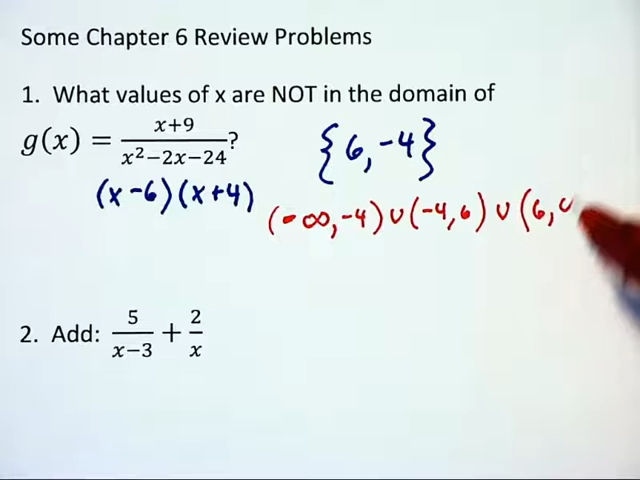 Some Chapter 6 Review Problems
1. What values of x are NOT in the domain of
g(x) = x+9 / x²−2x−24 ? {6, -4}
(x-6)(x+4)
(-∞, -4) ∪ (-4, 6) ∪ (6,
2. Add: 5 / x−3 + 2 / x